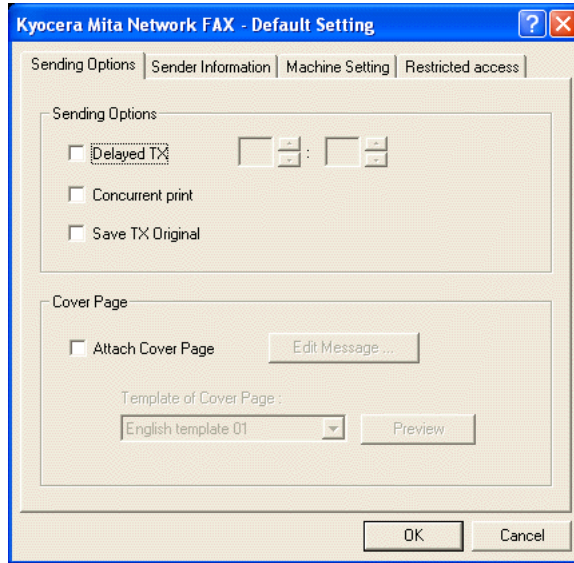 Kyocera Mita Network FAX - Default Setting
Sending Options Sender Information Machine Setting Restricted access
Sending Options
Delayed TX :
Concurrent print
Save TX Original
Cover Page
Attach Cover Page Edit Message ...
Template of Cover Page :
English template 01 Preview
OK Cancel